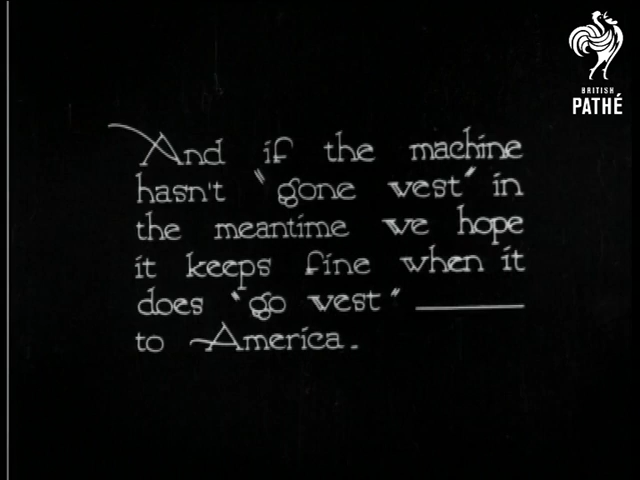 BRITISH
PATHÉ
And if the machine
hasn't "gone west" in
the meantime we hope
it keeps fine when it
does "go west" ———
to America.